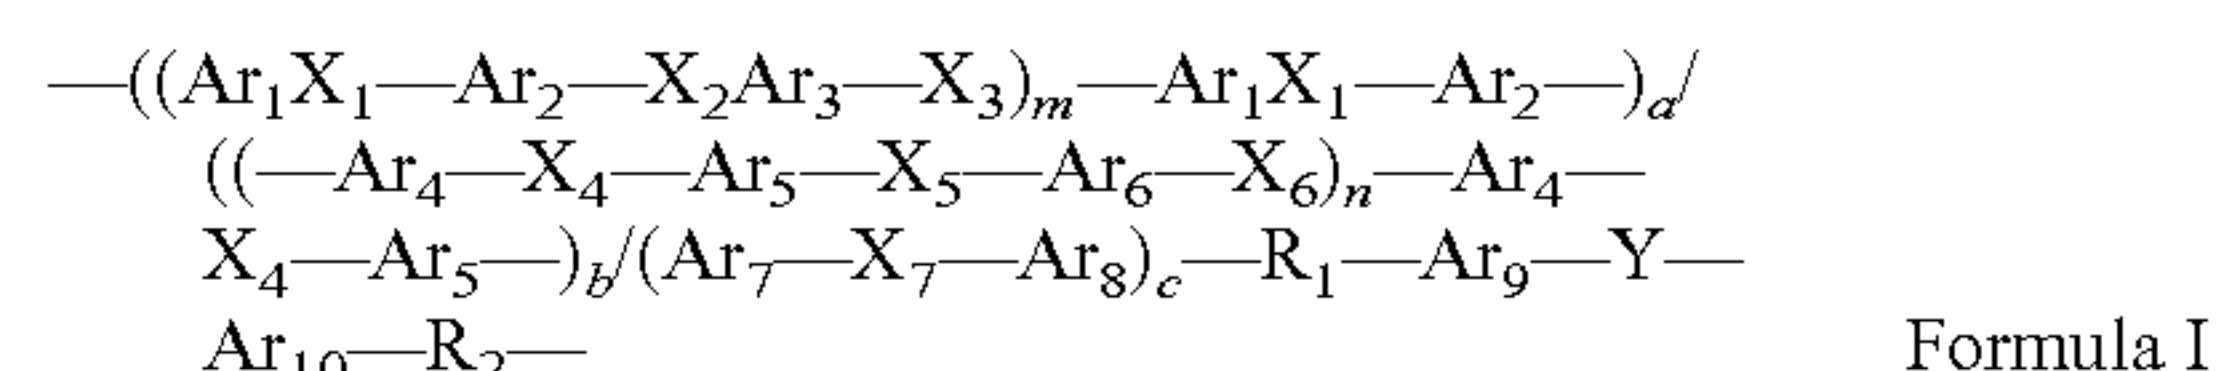 —((Ar₁X₁—Ar₂—X₂Ar₃—X₃)ₘ—Ar₁X₁—Ar₂—)ₐ/
((—Ar₄—X₄—Ar₅—X₅—Ar₆—X₆)ₙ—Ar₄—
X₄—Ar₅—)b/(Ar₇—X₇—Ar₈)c—R₁—Ar₉—Y—
Ar₁₀—R₂— Formula I